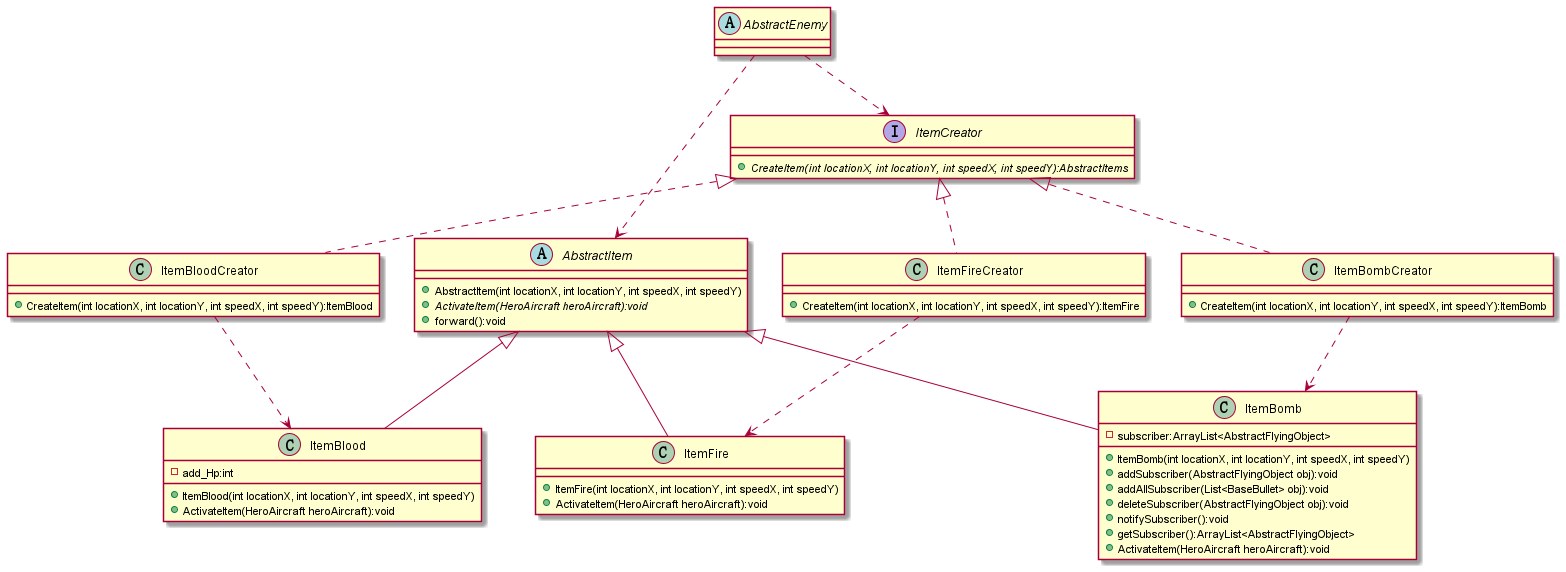 A AbstractEnemy
I ItemCreator
CreateItem(int locationX, int locationY, int speedX, int speedY):AbstractItems
C ItemBloodCreator
CreateItem(int locationX, int locationY, int speedX, int speedY):ItemBlood
A AbstractItem
AbstractItem(int locationX, int locationY, int speedX, int speedY)
ActivateItem(HeroAircraft heroAircraft):void
forward():void
C ItemFireCreator
CreateItem(int locationX, int locationY, int speedX, int speedY):ItemFire
C ItemBombCreator
CreateItem(int locationX, int locationY, int speedX, int speedY):ItemBomb
C ItemBlood
add_Hp:int
ItemBlood(int locationX, int locationY, int speedX, int speedY)
ActivateItem(HeroAircraft heroAircraft):void
C ItemFire
ItemFire(int locationX, int locationY, int speedX, int speedY)
ActivateItem(HeroAircraft heroAircraft):void
C ItemBomb
subscriber:ArrayList<AbstractFlyingObject>
ItemBomb(int locationX, int locationY, int speedX, int speedY)
addSubscriber(AbstractFlyingObject obj):void
addAllSubscriber(List<BaseBullet> obj):void
deleteSubscriber(AbstractFlyingObject obj):void
notifySubscriber():void
getSubscriber():ArrayList<AbstractFlyingObject>
ActivateItem(HeroAircraft heroAircraft):void